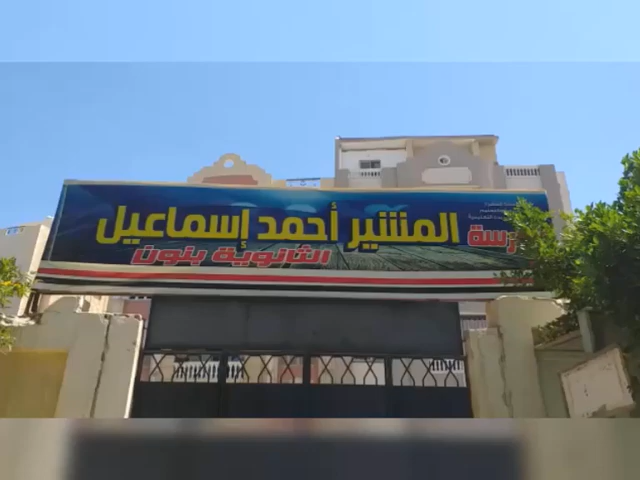 رسة المشير أحمد إسماعيل
الثانوية بنون